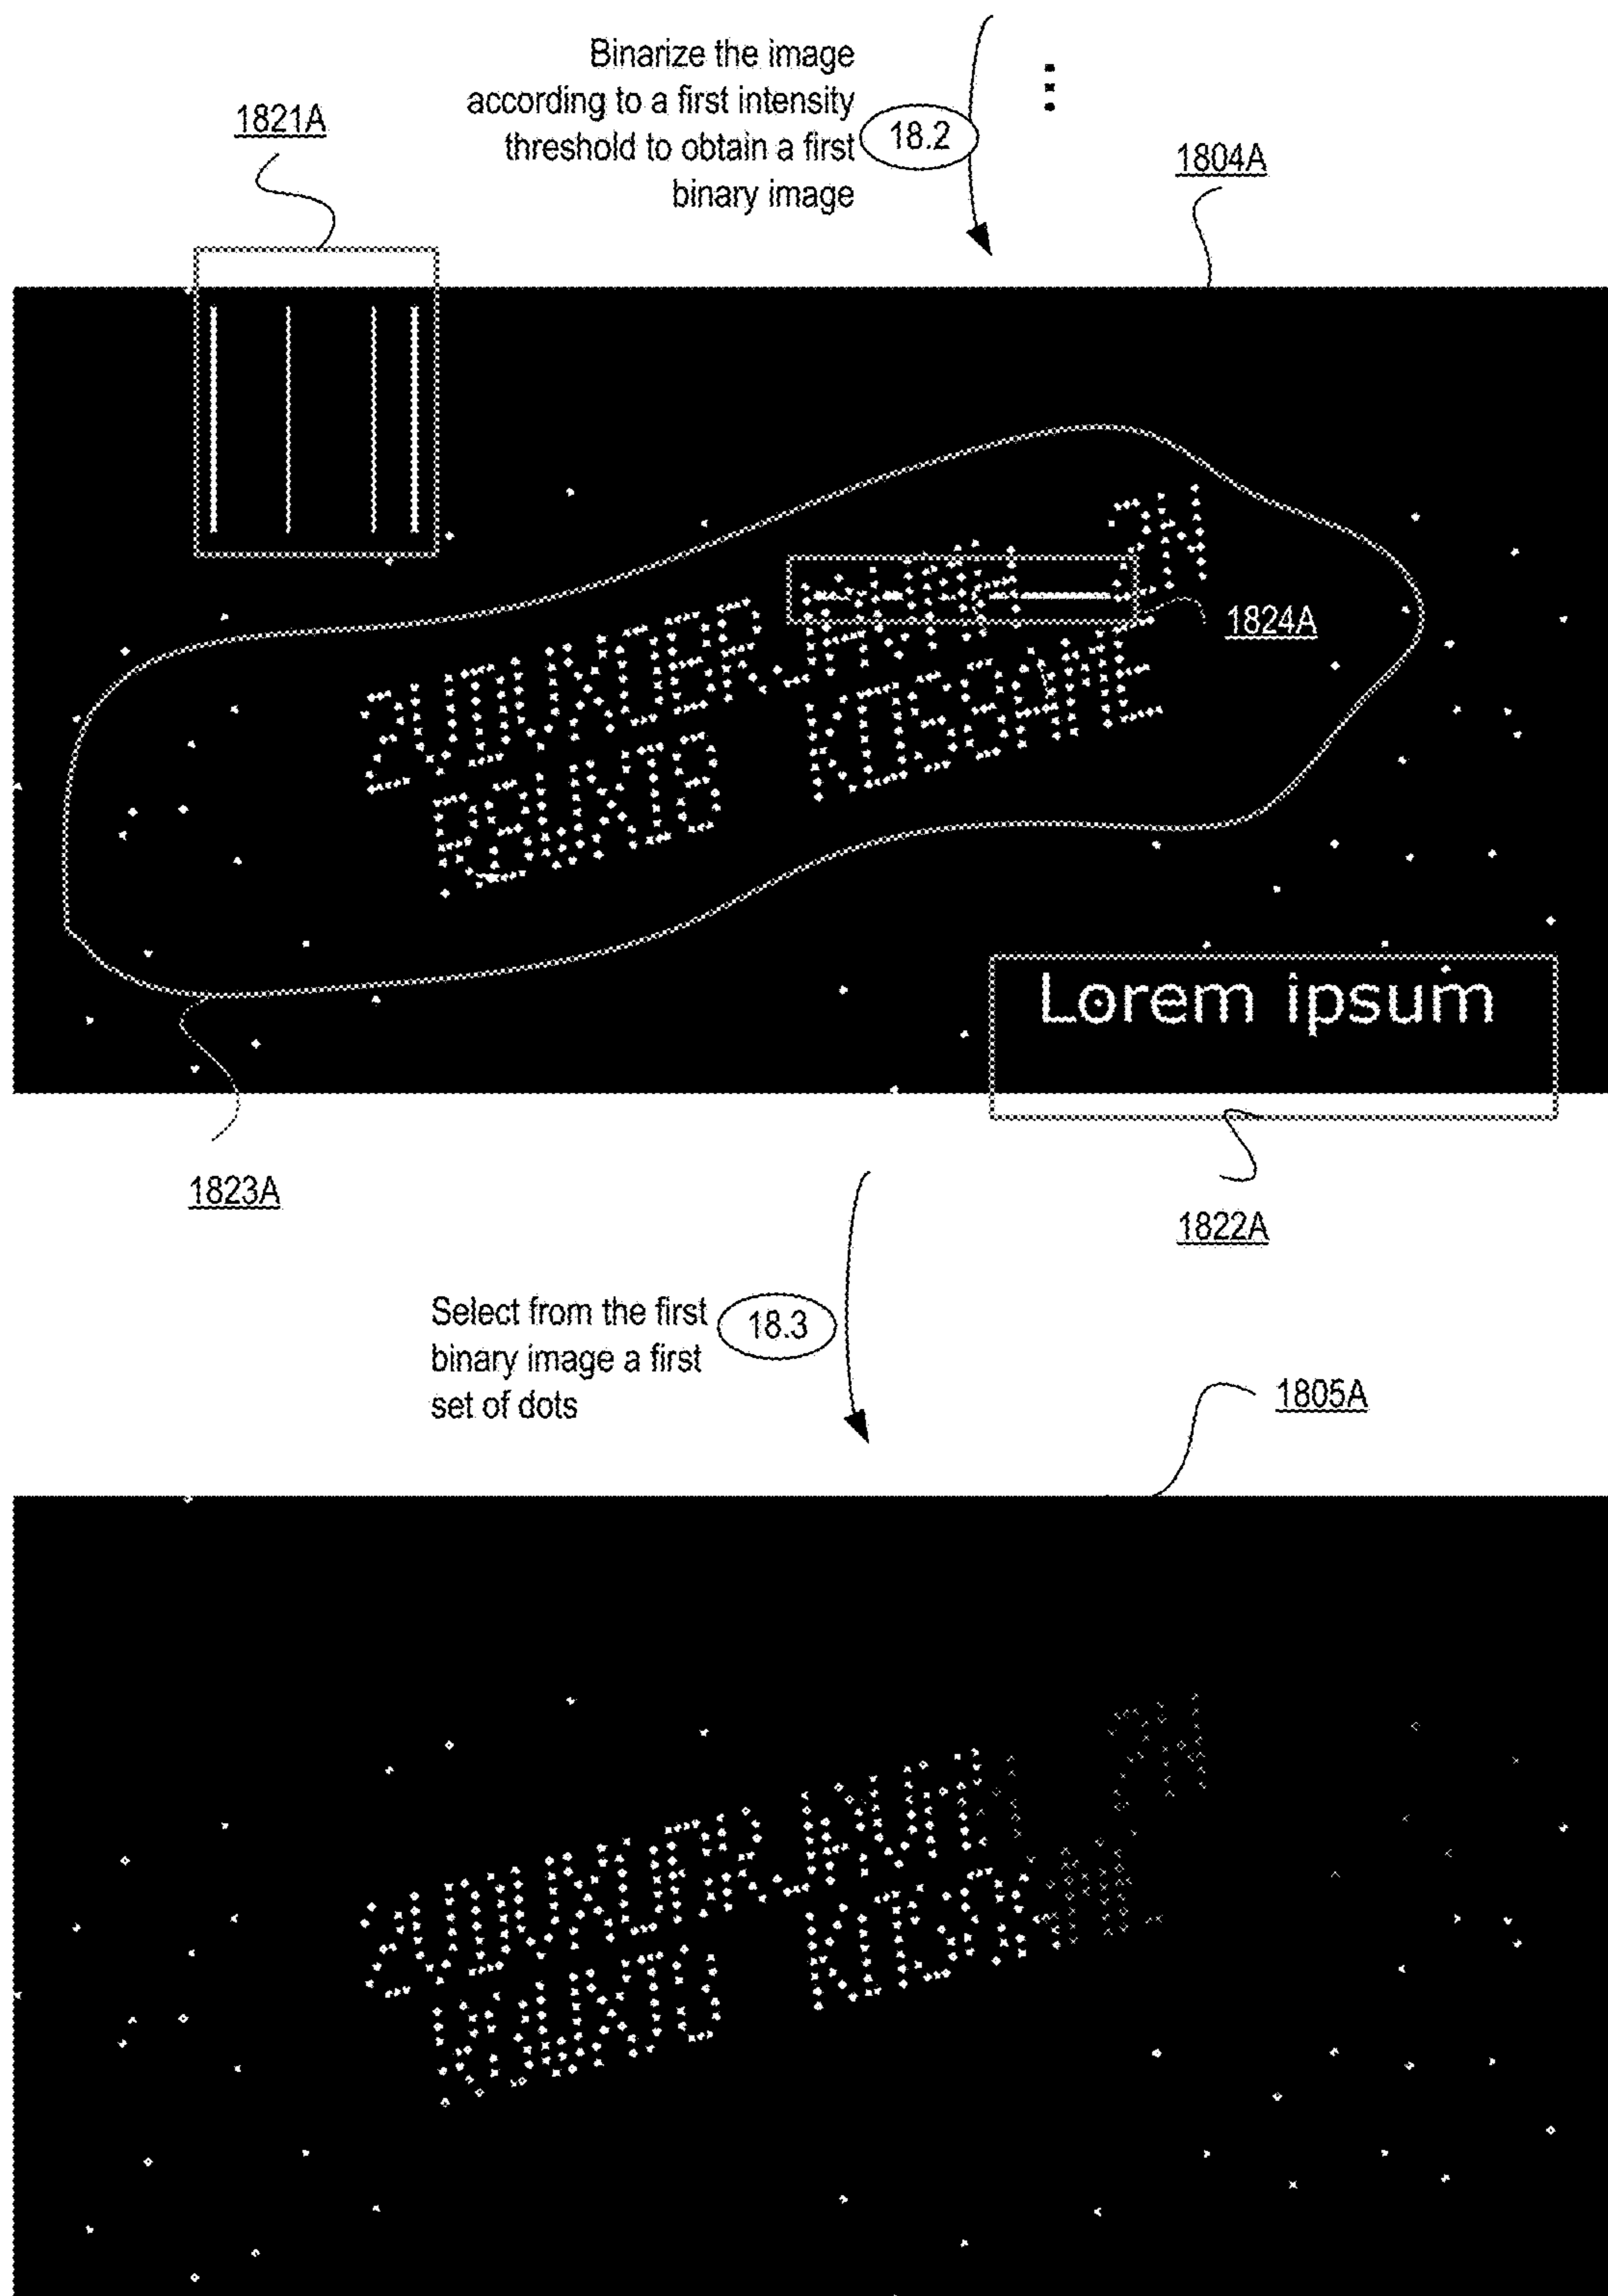 Binarize the image
according to a first intensity
threshold to obtain a first
binary image
18.2
1821A
1804A
1824A
Lorem ipsum
1823A
1822A
Select from the first
binary image a first
set of dots
18.3
1805A